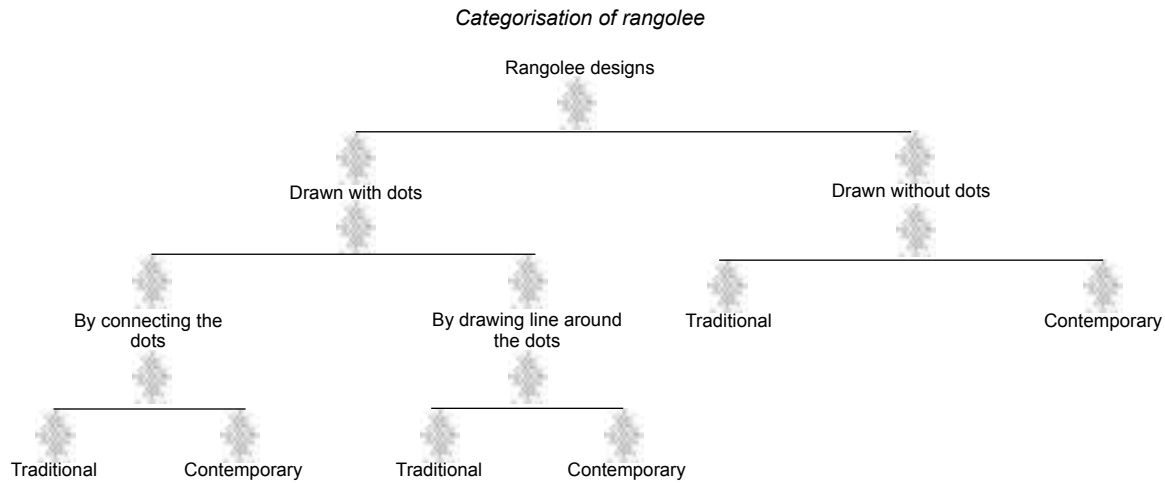 Categorisation of rangolee
Rangolee designs
Drawn with dots
Drawn without dots
By connecting the
dots
By drawing line around
the dots
Traditional
Contemporary
Traditional
Contemporary
Traditional
Contemporary